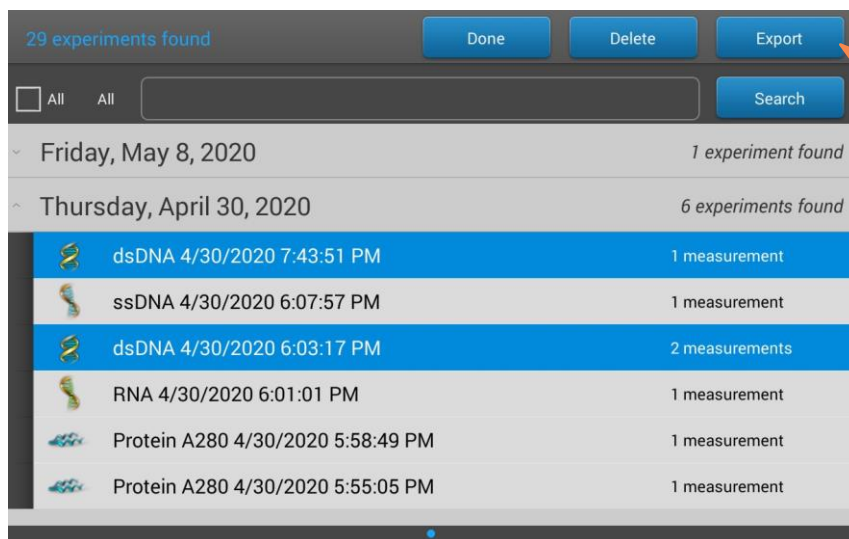 29 experiments found Done Delete Export
All All Search
Friday, May 8, 2020 1 experiment found
Thursday, April 30, 2020 6 experiments found
dsDNA 4/30/2020 7:43:51 PM 1 measurement
ssDNA 4/30/2020 6:07:57 PM 1 measurement
dsDNA 4/30/2020 6:03:17 PM 2 measurements
RNA 4/30/2020 6:01:01 PM 1 measurement
Protein A280 4/30/2020 5:58:49 PM 1 measurement
Protein A280 4/30/2020 5:55:05 PM 1 measurement